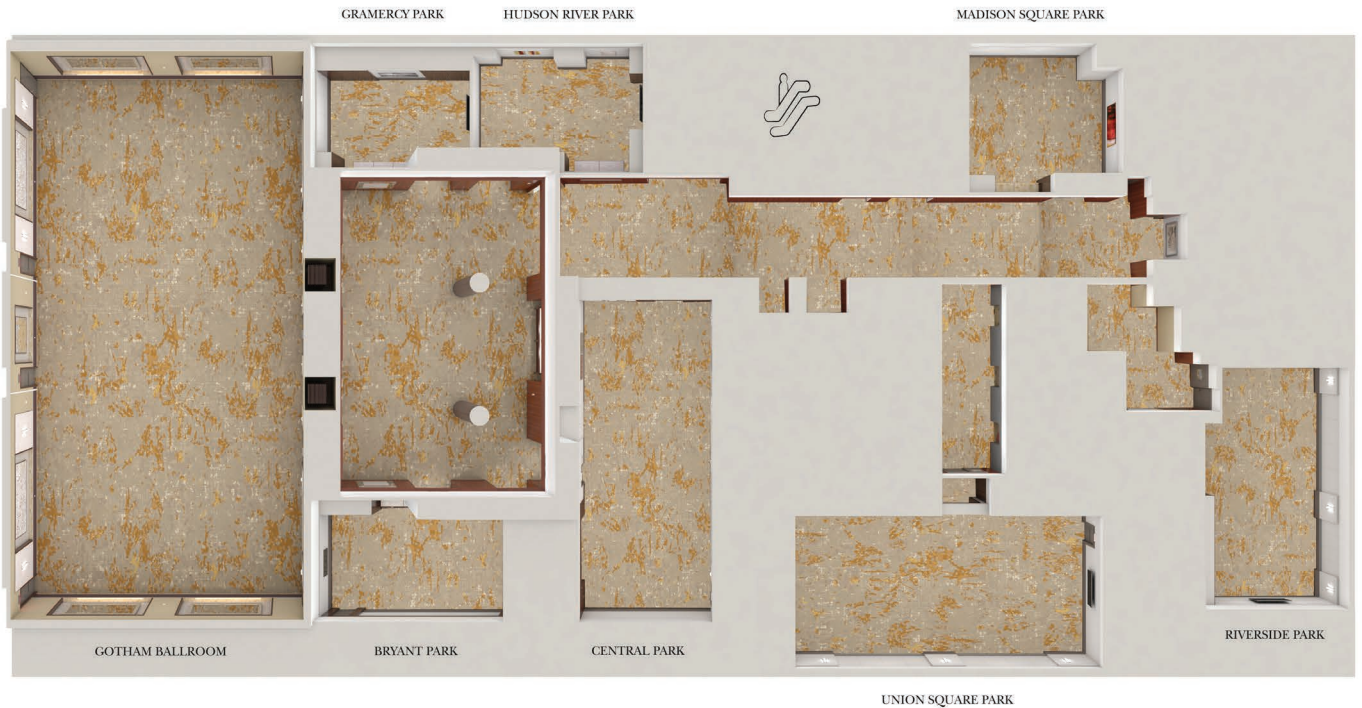 GRAMERCY PARK
HUDSON RIVER PARK
MADISON SQUARE PARK
GOTHAM BALLROOM
BRYANT PARK
CENTRAL PARK
RIVERSIDE PARK
UNION SQUARE PARK